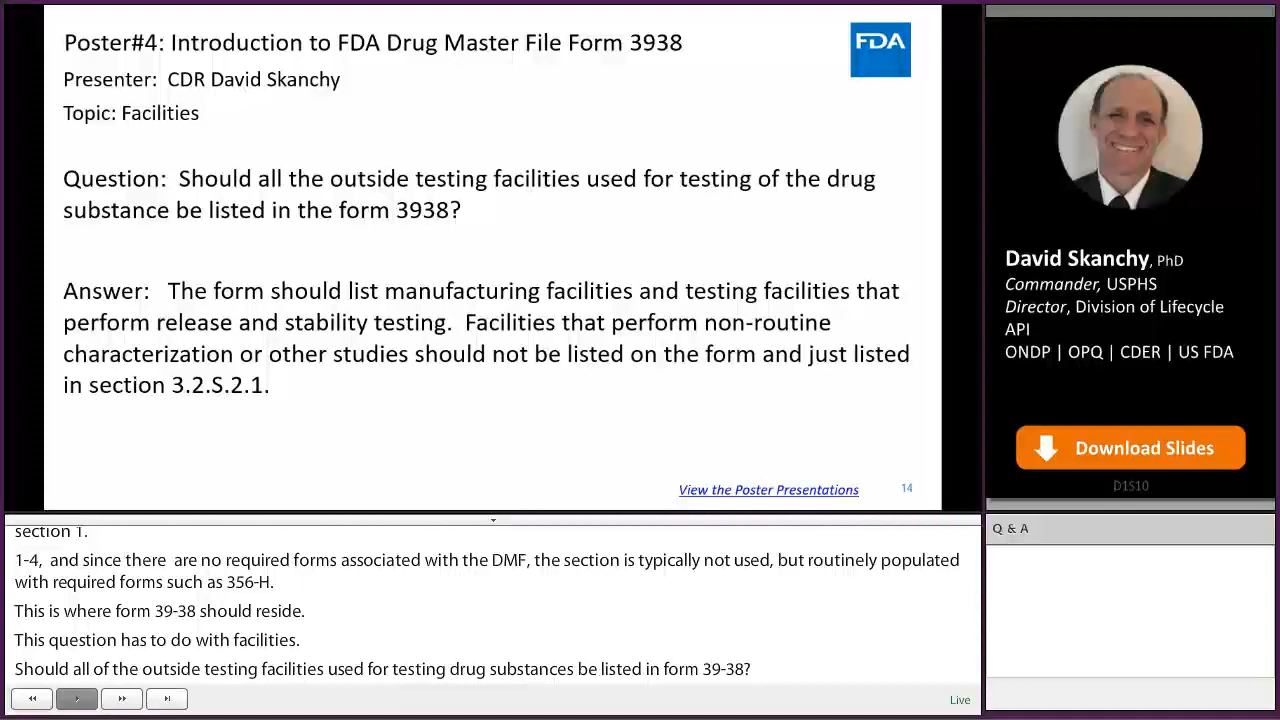 Poster#4: Introduction to FDA Drug Master File Form 3938
FDA
Presenter: CDR David Skanchy
Topic: Facilities
Question: Should all the outside testing facilities used for testing of the drug
substance be listed in the form 3938?
Answer: The form should list manufacturing facilities and testing facilities that
perform release and stability testing. Facilities that perform non-routine
characterization or other studies should not be listed on the form and just listed
in section 3.2.S.2.1.
View the Poster Presentations
14
David Skanchy, PhD
Commander, USPHS
Director, Division of Lifecycle
API
ONDP | OPQ | CDER | US FDA
Download Slides
D1S10
section 1.
1-4, and since there are no required forms associated with the DMF, the section is typically not used, but routinely populated
with required forms such as 356-H.
This is where form 39-38 should reside.
This question has to do with facilities.
Should all of the outside testing facilities used for testing drug substances be listed in form 39-38?
Live
Q & A